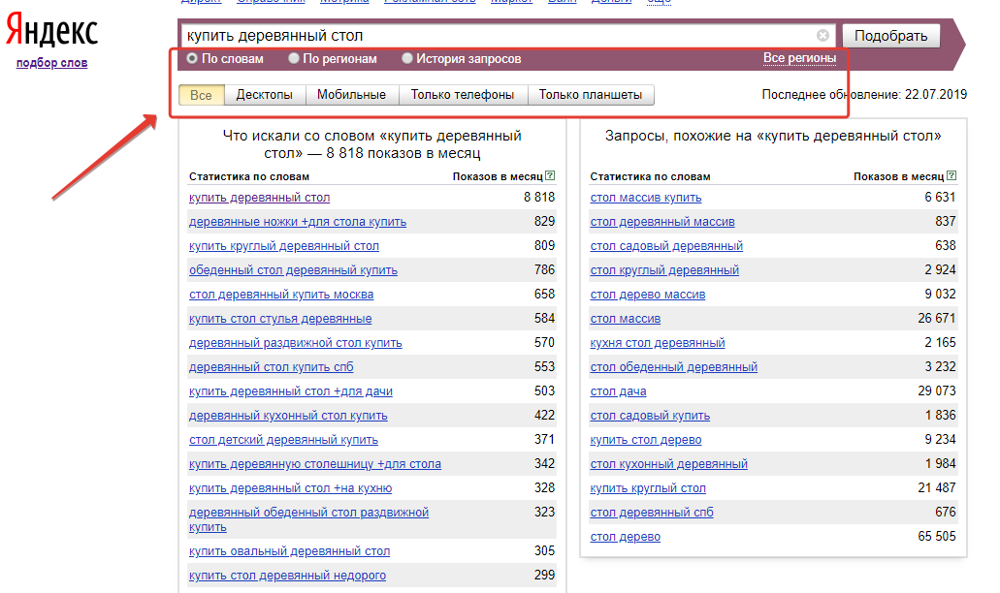 Директ Справочник Метрика Рекламная сеть Маркет Баян Деньги ещё
Яндекс
подбор слов
купить деревянный стол
Подобрать
По словам По регионам История запросов Все регионы
Все Десктопы Мобильные Только телефоны Только планшеты
Последнее обновление: 22.07.2019
Что искали со словом «купить деревянный
стол» — 8 818 показов в месяц
Статистика по словам Показов в месяц ?
купить деревянный стол 8 818
деревянные ножки +для стола купить 829
купить круглый деревянный стол 809
обеденный стол деревянный купить 786
стол деревянный купить москва 658
купить стол стулья деревянные 584
деревянный раздвижной стол купить 570
деревянный стол купить спб 553
купить деревянный стол +для дачи 503
деревянный кухонный стол купить 422
стол детский деревянный купить 371
купить деревянную столешницу +для стола 342
купить деревянный стол +на кухню 328
деревянный обеденный стол раздвижной
купить 323
купить овальный деревянный стол 305
купить стол деревянный недорого 299
Запросы, похожие на «купить деревянный стол»
Статистика по словам Показов в месяц ?
стол массив купить 6 631
стол деревянный массив 837
стол садовый деревянный 638
стол круглый деревянный 2 924
стол дерево массив 9 032
стол массив 26 671
кухня стол деревянный 2 165
стол обеденный деревянный 3 232
стол дача 29 073
стол садовый купить 1 836
купить стол дерево 9 234
стол кухонный деревянный 1 984
купить круглый стол 21 487
стол деревянный спб 676
стол дерево 65 505